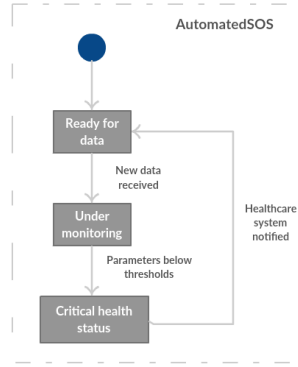 AutomatedSOS
Ready for
data
New data
received
Under
monitoring
Healthcare
system
notified
Parameters below
thresholds
Critical health
status